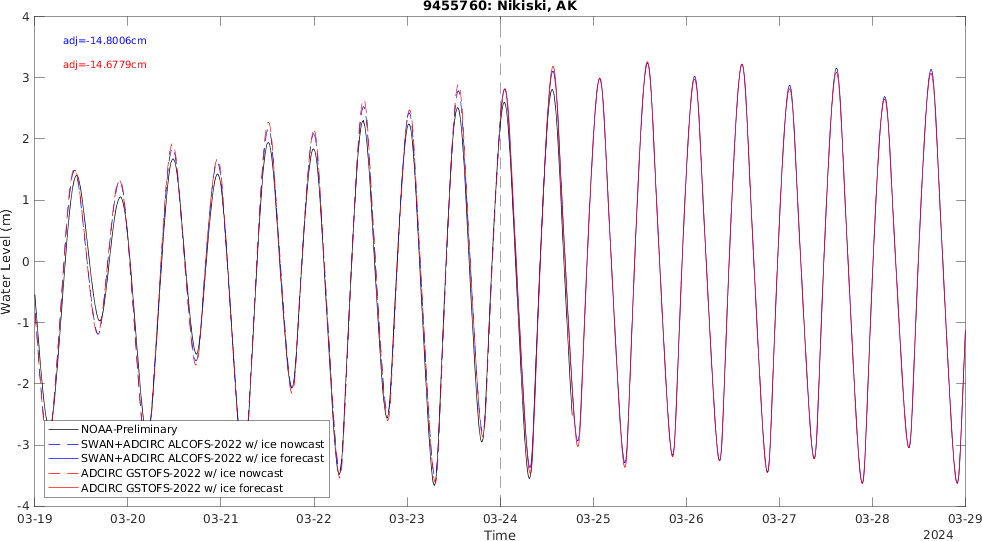 9455760: Nikiski, AK
adj=-14.8006cm
adj=-14.6779cm
Water Level (m)
4
3
2
1
0
-1
-2
-3
-4
NOAA-Preliminary
SWAN+ADCIRC ALCOFS-2022 w/ ice nowcast
SWAN+ADCIRC ALCOFS-2022 w/ ice forecast
ADCIRC GSTOFS-2022 w/ ice nowcast
ADCIRC GSTOFS-2022 w/ ice forecast
03-19 03-20 03-21 03-22 03-23 03-24 03-25 03-26 03-27 03-28 03-29
Time
2024